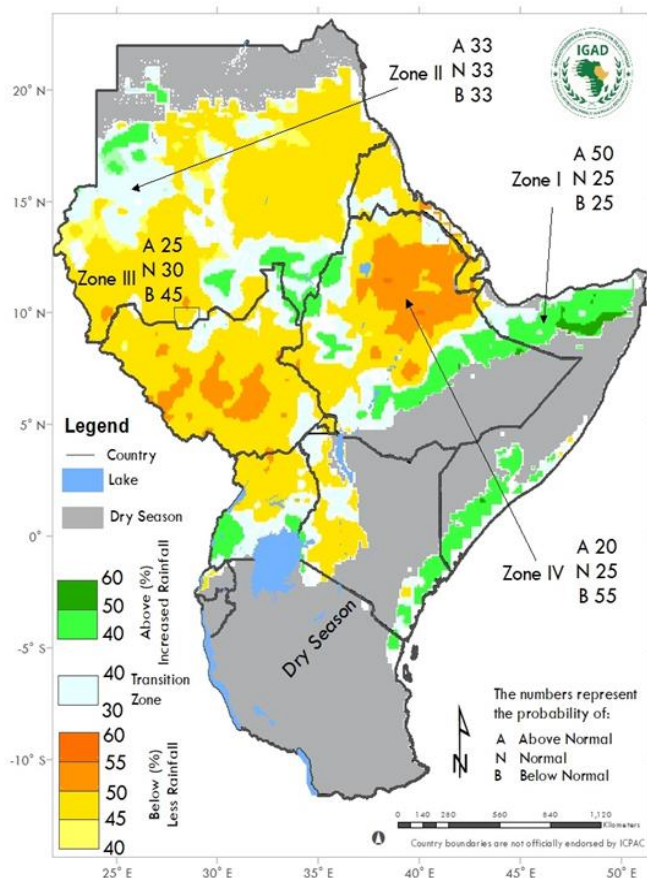 IGAD
A 33
Zone II N 33
B 33
A 50
Zone I N 25
B 25
A 25
Zone III N 30
B 45
A 20
Zone IV N 25
B 55
Dry Season
20° N
15° N
10° N
5° N
0°
-5° S
-10° S
25° E
30° E
35° E
40° E
45° E
50° E
Legend
Country
Lake
Dry Season
60
50
40
Above (%)
Increased Rainfall
40
30
Transition
Zone
60
55
50
45
40
Below (%)
Less Rainfall
The numbers represent
the probability of:
A Above Normal
N Normal
B Below Normal
N
0 140 280 560 840 1,120
Kilometers
Country boundaries are not officially endorsed by ICPAC